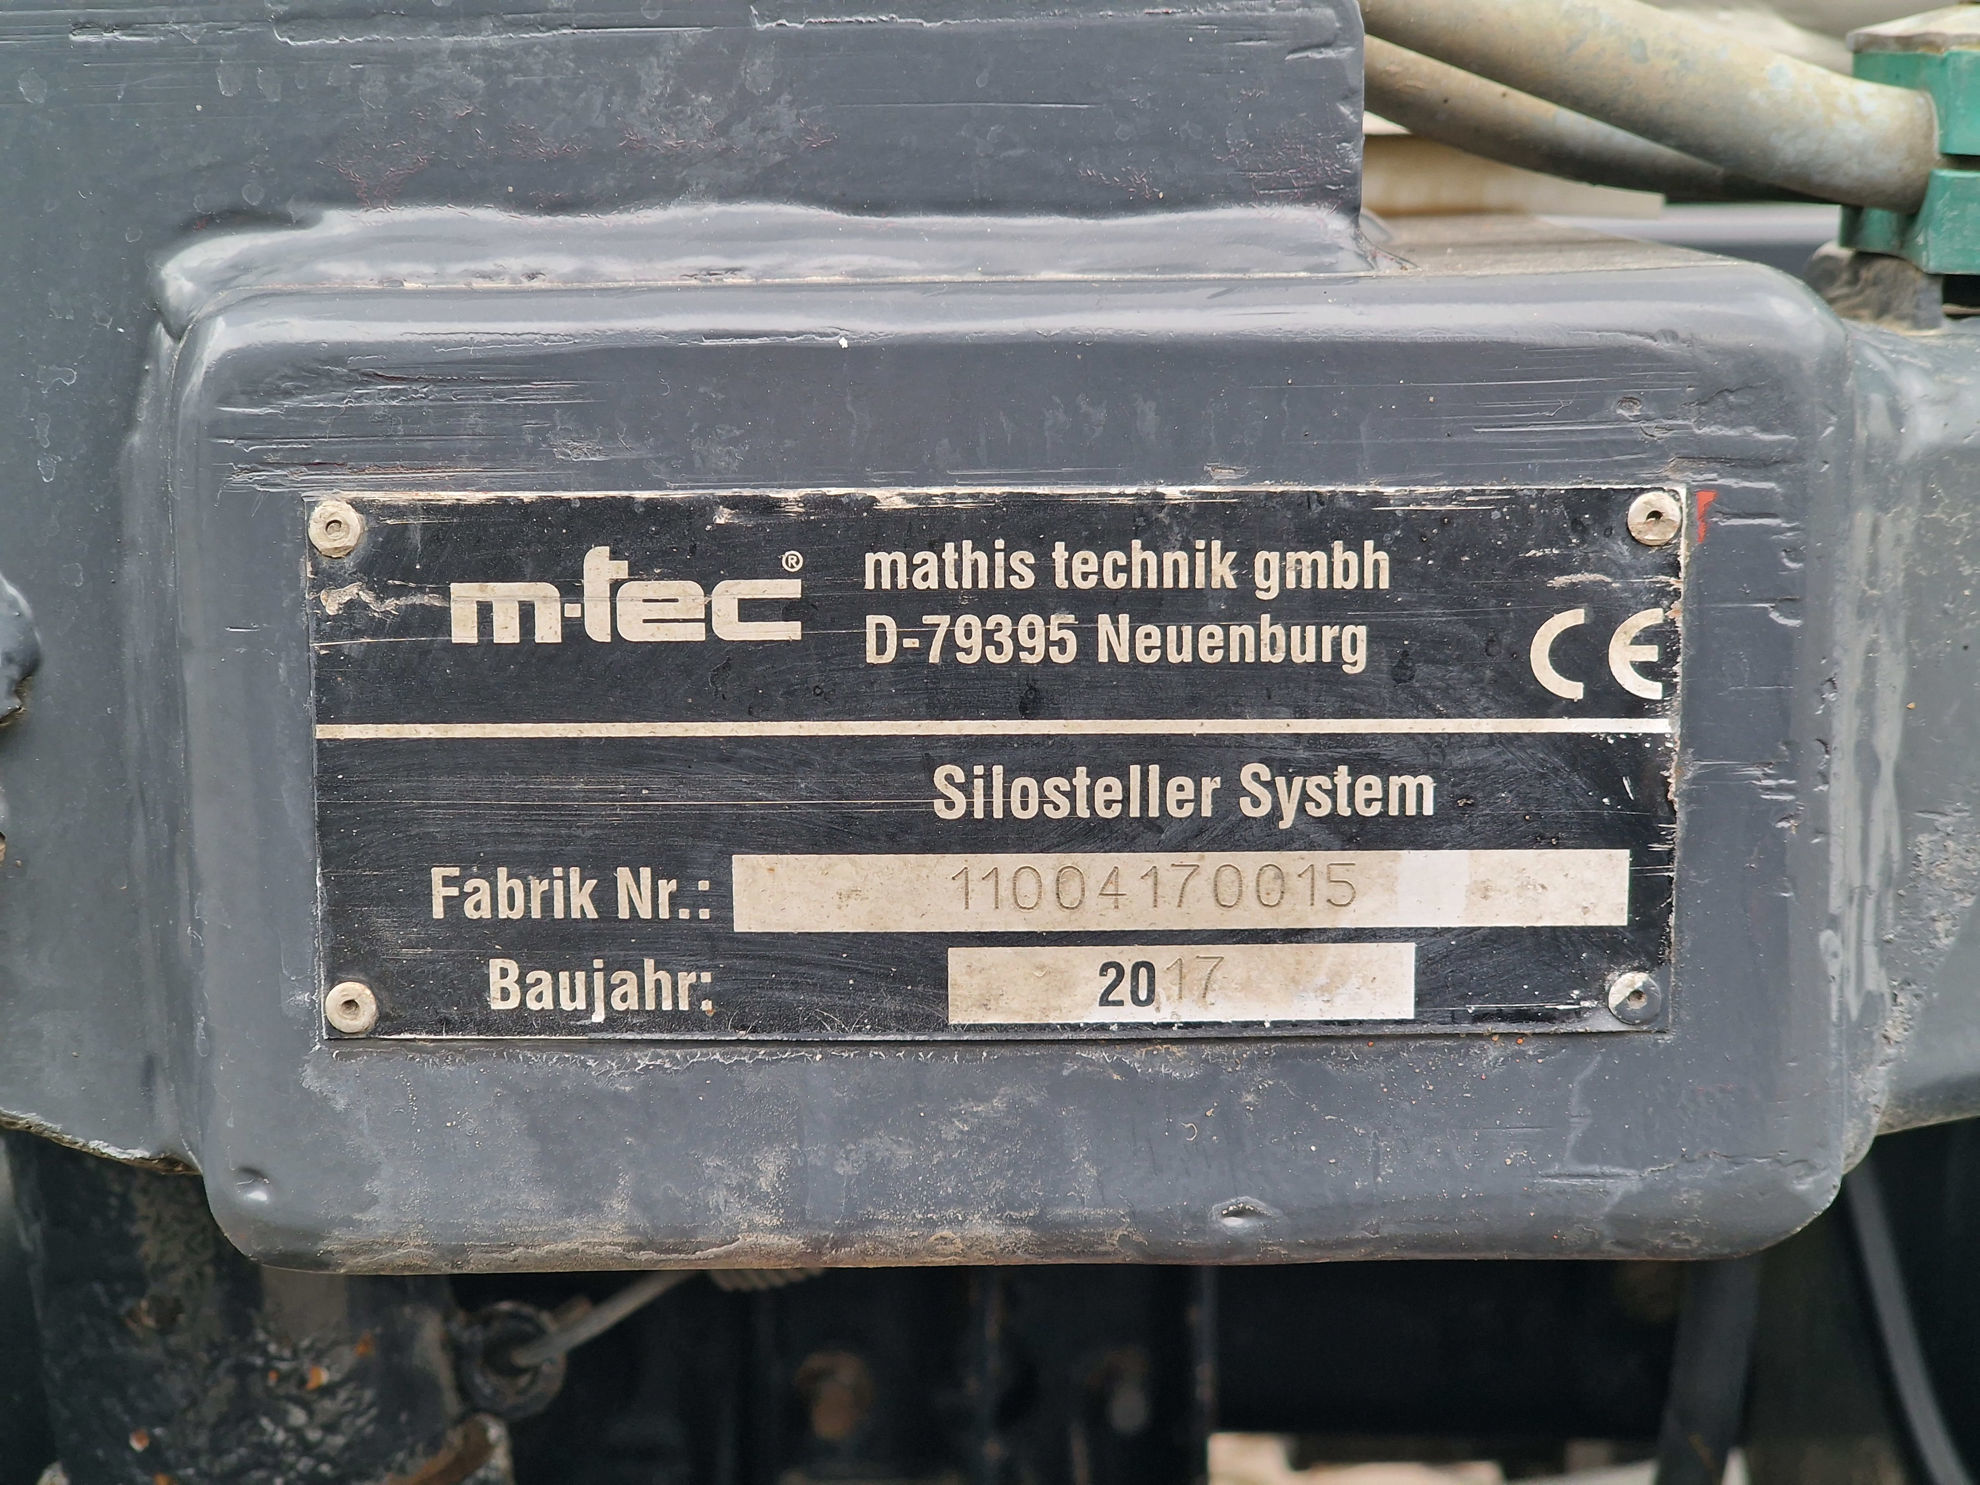 m-tec®
mathis technik gmbh
D-79395 Neuenburg
CE
Silosteller System
Fabrik Nr.: 11004170015
Baujahr: 2017